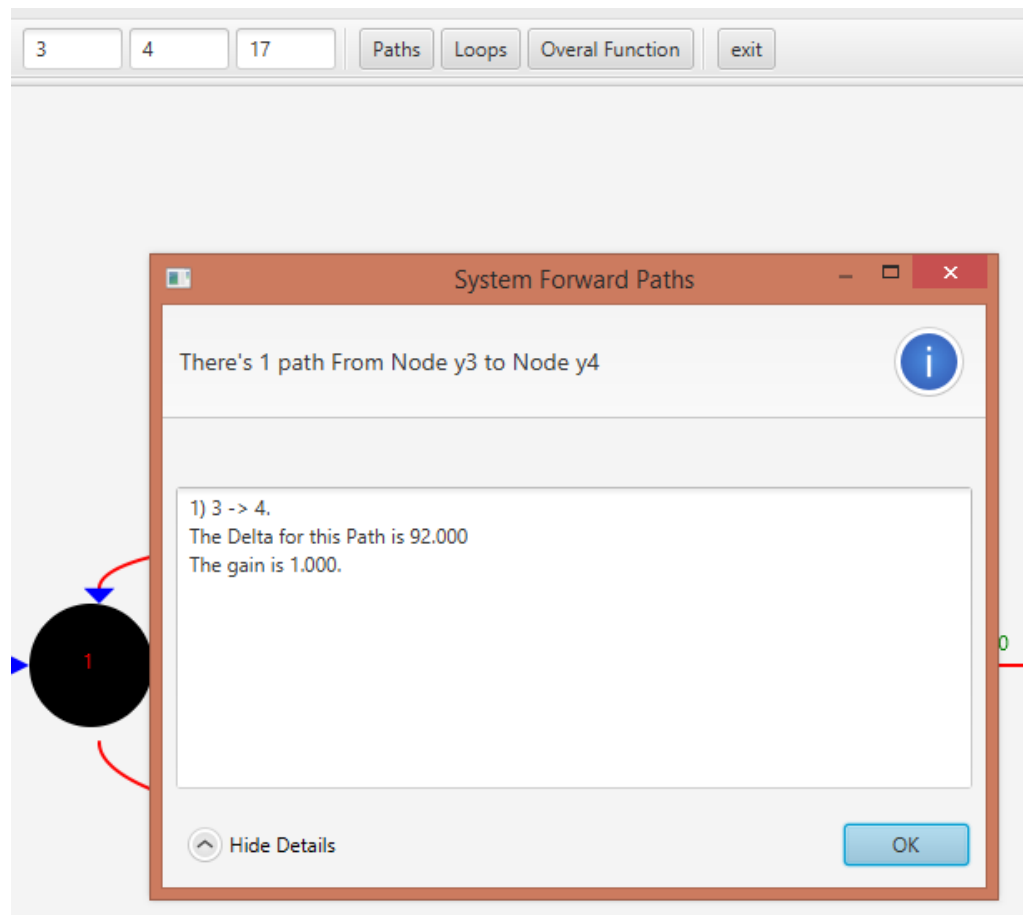 3 4 17 Paths Loops Overal Function exit
System Forward Paths
There's 1 path From Node y3 to Node y4
1) 3 -> 4.
The Delta for this Path is 92.000
The gain is 1.000.
1
0
Hide Details OK